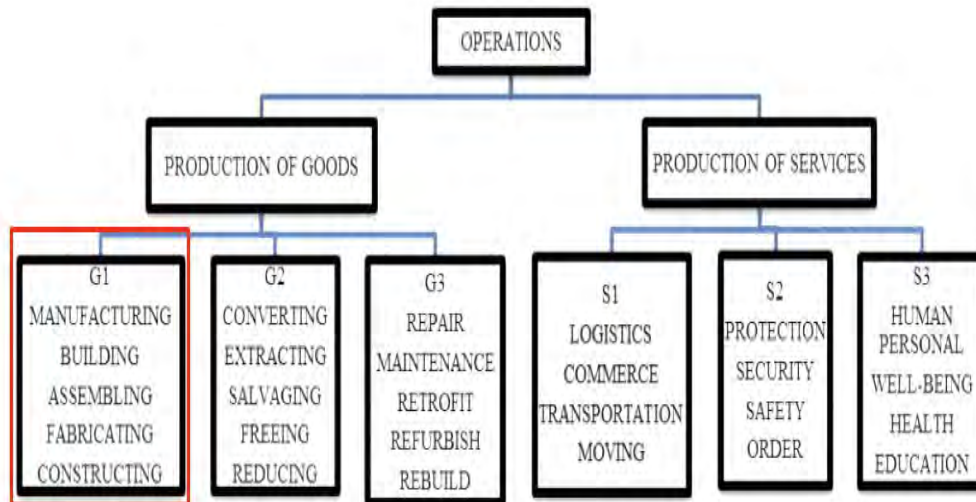 OPERATIONS
PRODUCTION OF GOODS
PRODUCTION OF SERVICES
G1
MANUFACTURING
BUILDING
ASSEMBLING
FABRICATING
CONSTRUCTING
G2
CONVERTING
EXTRACTING
SALVAGING
FREEING
REDUCING
G3
REPAIR
MAINTENANCE
RETROFIT
REFURBISH
REBUILD
S1
LOGISTICS
COMMERCE
TRANSPORTATION
MOVING
S2
PROTECTION
SECURITY
SAFETY
ORDER
S3
HUMAN
PERSONAL
WELL-BEING
HEALTH
EDUCATION